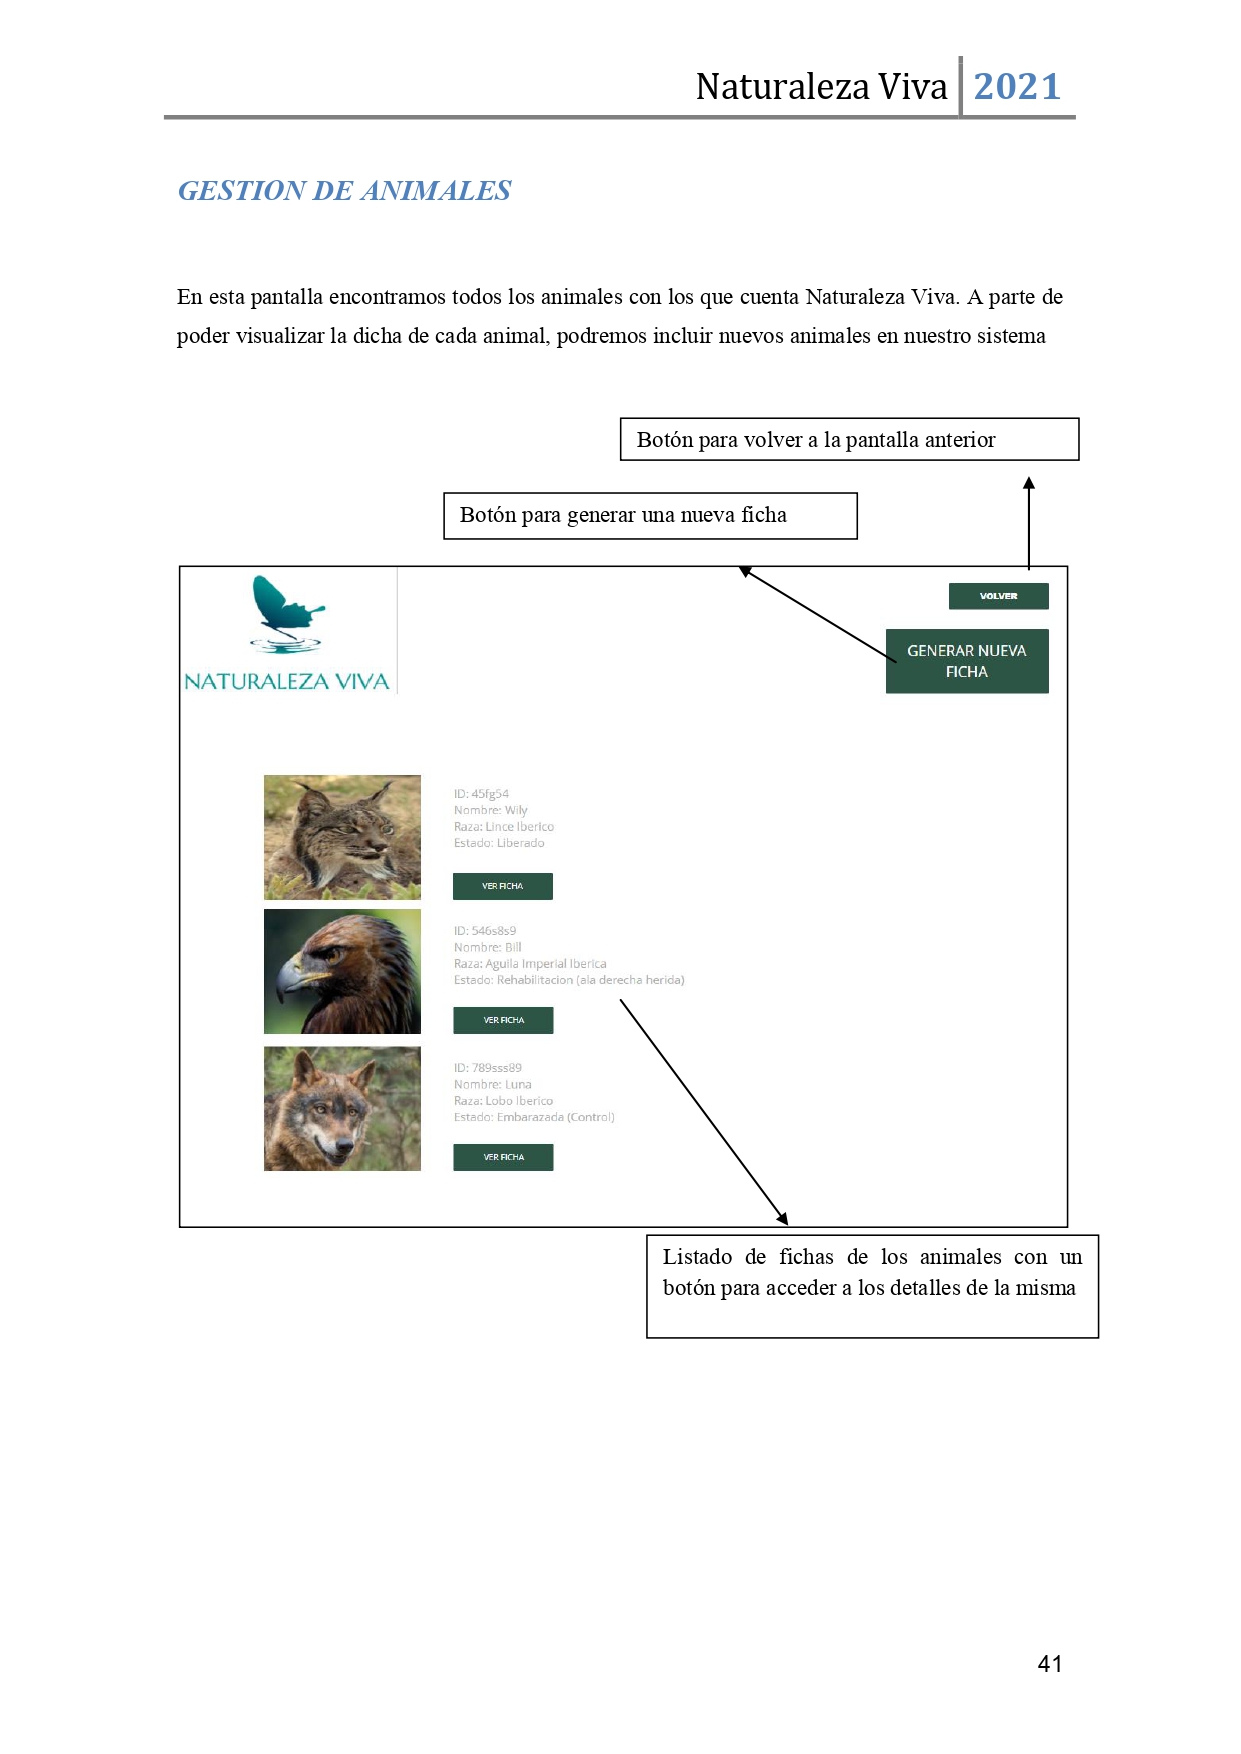 Naturaleza Viva 2021
GESTION DE ANIMALES
En esta pantalla encontramos todos los animales con los que cuenta Naturaleza Viva. A parte de
poder visualizar la dicha de cada animal, podremos incluir nuevos animales en nuestro sistema
Botón para volver a la pantalla anterior
Botón para generar una nueva ficha
VOLVER
GENERAR NUEVA
FICHA
NATURALEZA VIVA
ID: 45fg54
Nombre: Wily
Raza: Lince Iberico
Estado: Liberado
VER FICHA
ID: 546s8s9
Nombre: Bill
Raza: Aguila Imperial Iberica
Estado: Rehabilitacion (ala derecha herida)
VER FICHA
ID: 789sss89
Nombre: Luna
Raza: Lobo Iberico
Estado: Embarazada (Control)
VER FICHA
Listado de fichas de los animales con un
botón para acceder a los detalles de la misma
41